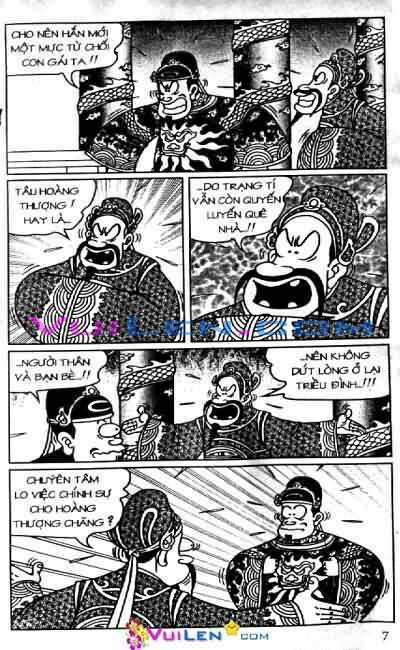 CHO NÊN HẮN MỚI
MỘT MỰC TỪ CHỐI
CON GÁI TA !!
TÂU HOÀNG
THƯỢNG !
HAY LÀ...
..DO TRẠNG TÍ
VẪN CÒN QUYẾN
LUYẾN QUÊ
NHÀ..!!
VUILEN.COM
..NGƯỜI THÂN
VÀ BẠN BÈ..!!
..NÊN KHÔNG
DỨT LÒNG Ở LẠI
TRIỀU ĐÌNH..!!!
CHUYÊN TÂM
LO VIỆC CHÍNH SỰ
CHO HOÀNG
THƯỢNG CHĂNG ?
7
VUILEN.COM